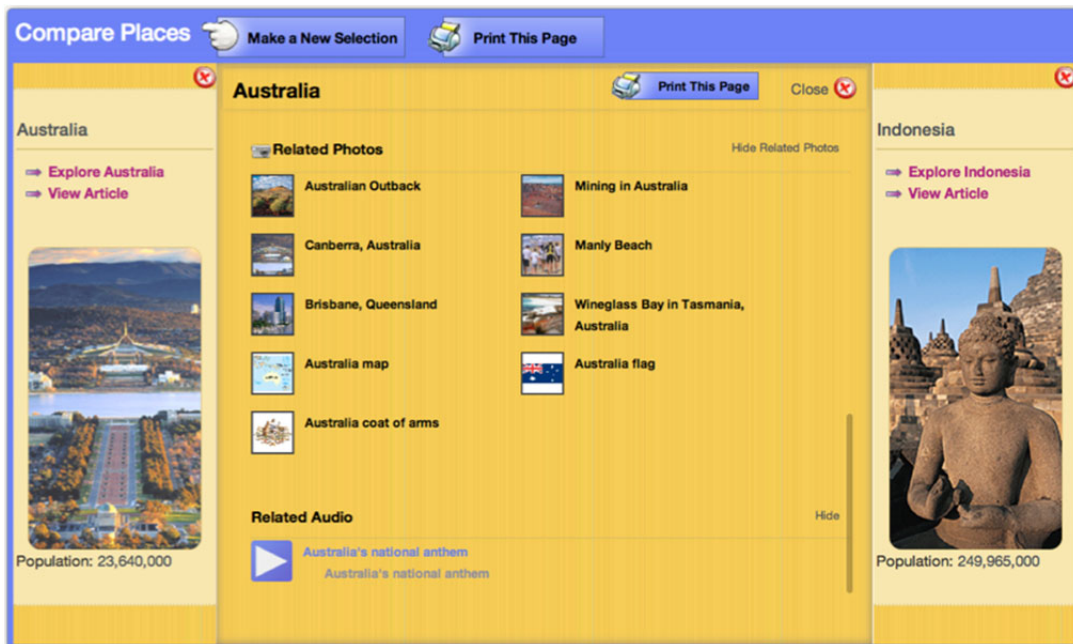 Compare Places
Make a New Selection
Print This Page
Australia
Explore Australia
View Article
Population: 23,640,000
Australia
Print This Page
Close
Related Photos
Hide Related Photos
Australian Outback
Mining in Australia
Canberra, Australia
Manly Beach
Brisbane, Queensland
Wineglass Bay in Tasmania,
Australia
Australia map
Australia flag
Australia coat of arms
Related Audio
Hide
Australia's national anthem
Australia's national anthem
Indonesia
Explore Indonesia
View Article
Population: 249,965,000